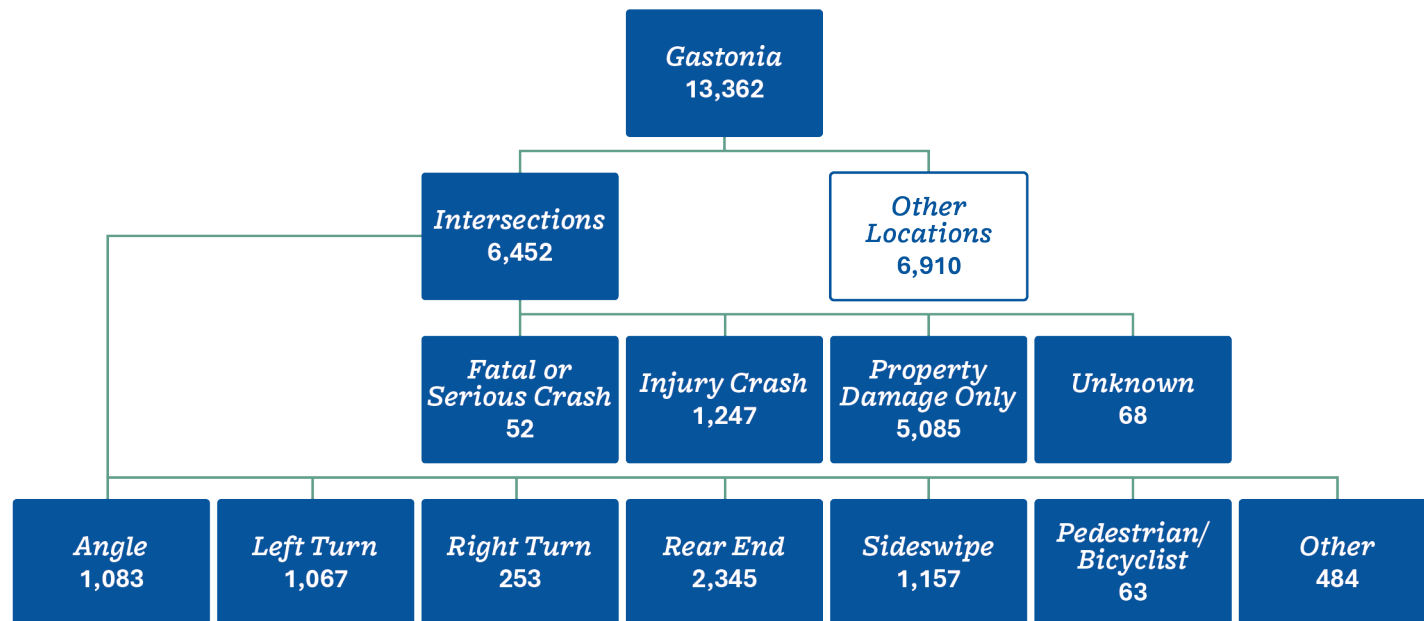 Gastonia
13,362
Intersections
6,452
Other
Locations
6,910
Fatal or
Serious Crash
52
Injury Crash
1,247
Property
Damage Only
5,085
Unknown
68
Angle
1,083
Left Turn
1,067
Right Turn
253
Rear End
2,345
Sideswipe
1,157
Pedestrian/
Bicyclist
63
Other
484